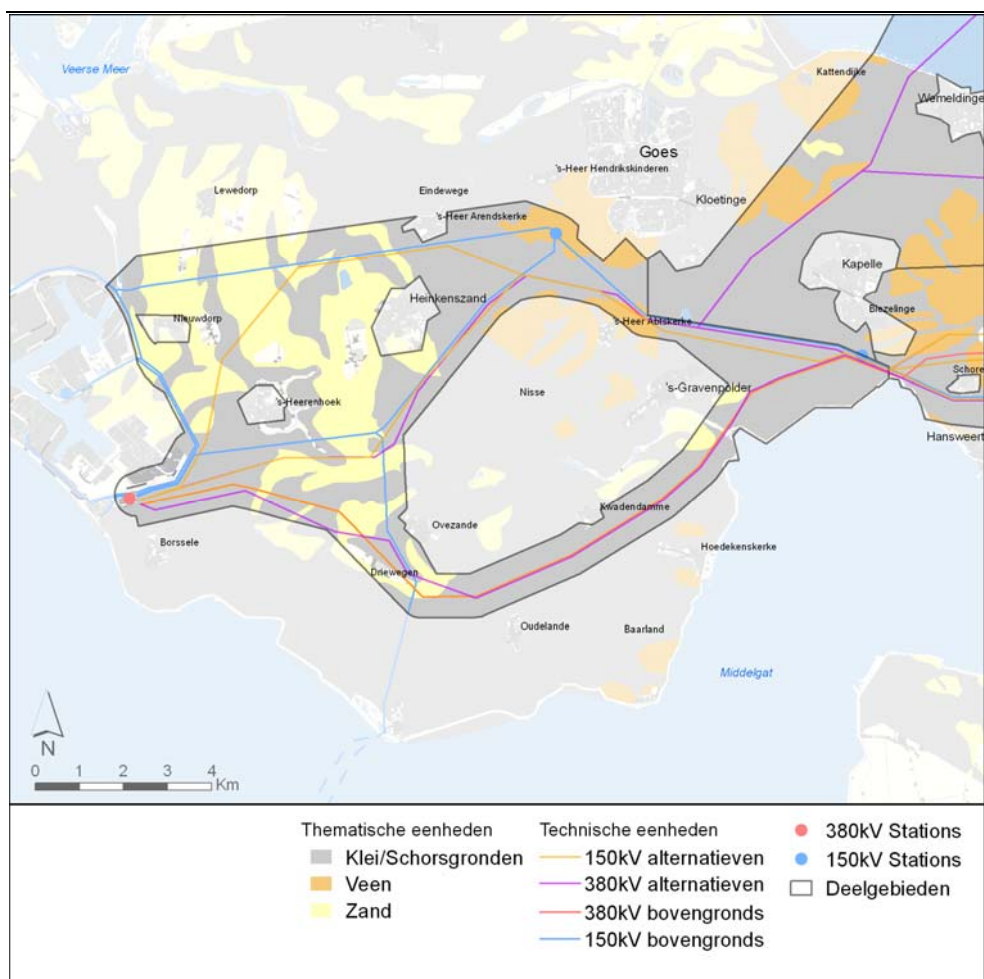 Veerse Meer
Kattendijke
Wemeldinge
Goes
's-Heer Hendrikskinderen
Lewedorp
Eindewege
Kloetinge
's-Heer Arendskerke
Kapelle
Heinkenszand
Biezelinge
Nieuwdorp
's-Heer Abtskerke
Schore
's-Gravenpolder
Nisse
's-Heerenhoek
Hansweert
Kwadendamme
Ovezande
Borssele
Hoedekenskerke
Driewegen
Oudelande
Baarland
Middelgat
N
0 1 2 3 4
Km
Thematische eenheden
Klei/Schorsgronden
Veen
Zand
Technische eenheden
150kV alternatieven
380kV alternatieven
380kV bovengronds
150kV bovengronds
380kV Stations
150kV Stations
Deelgebieden